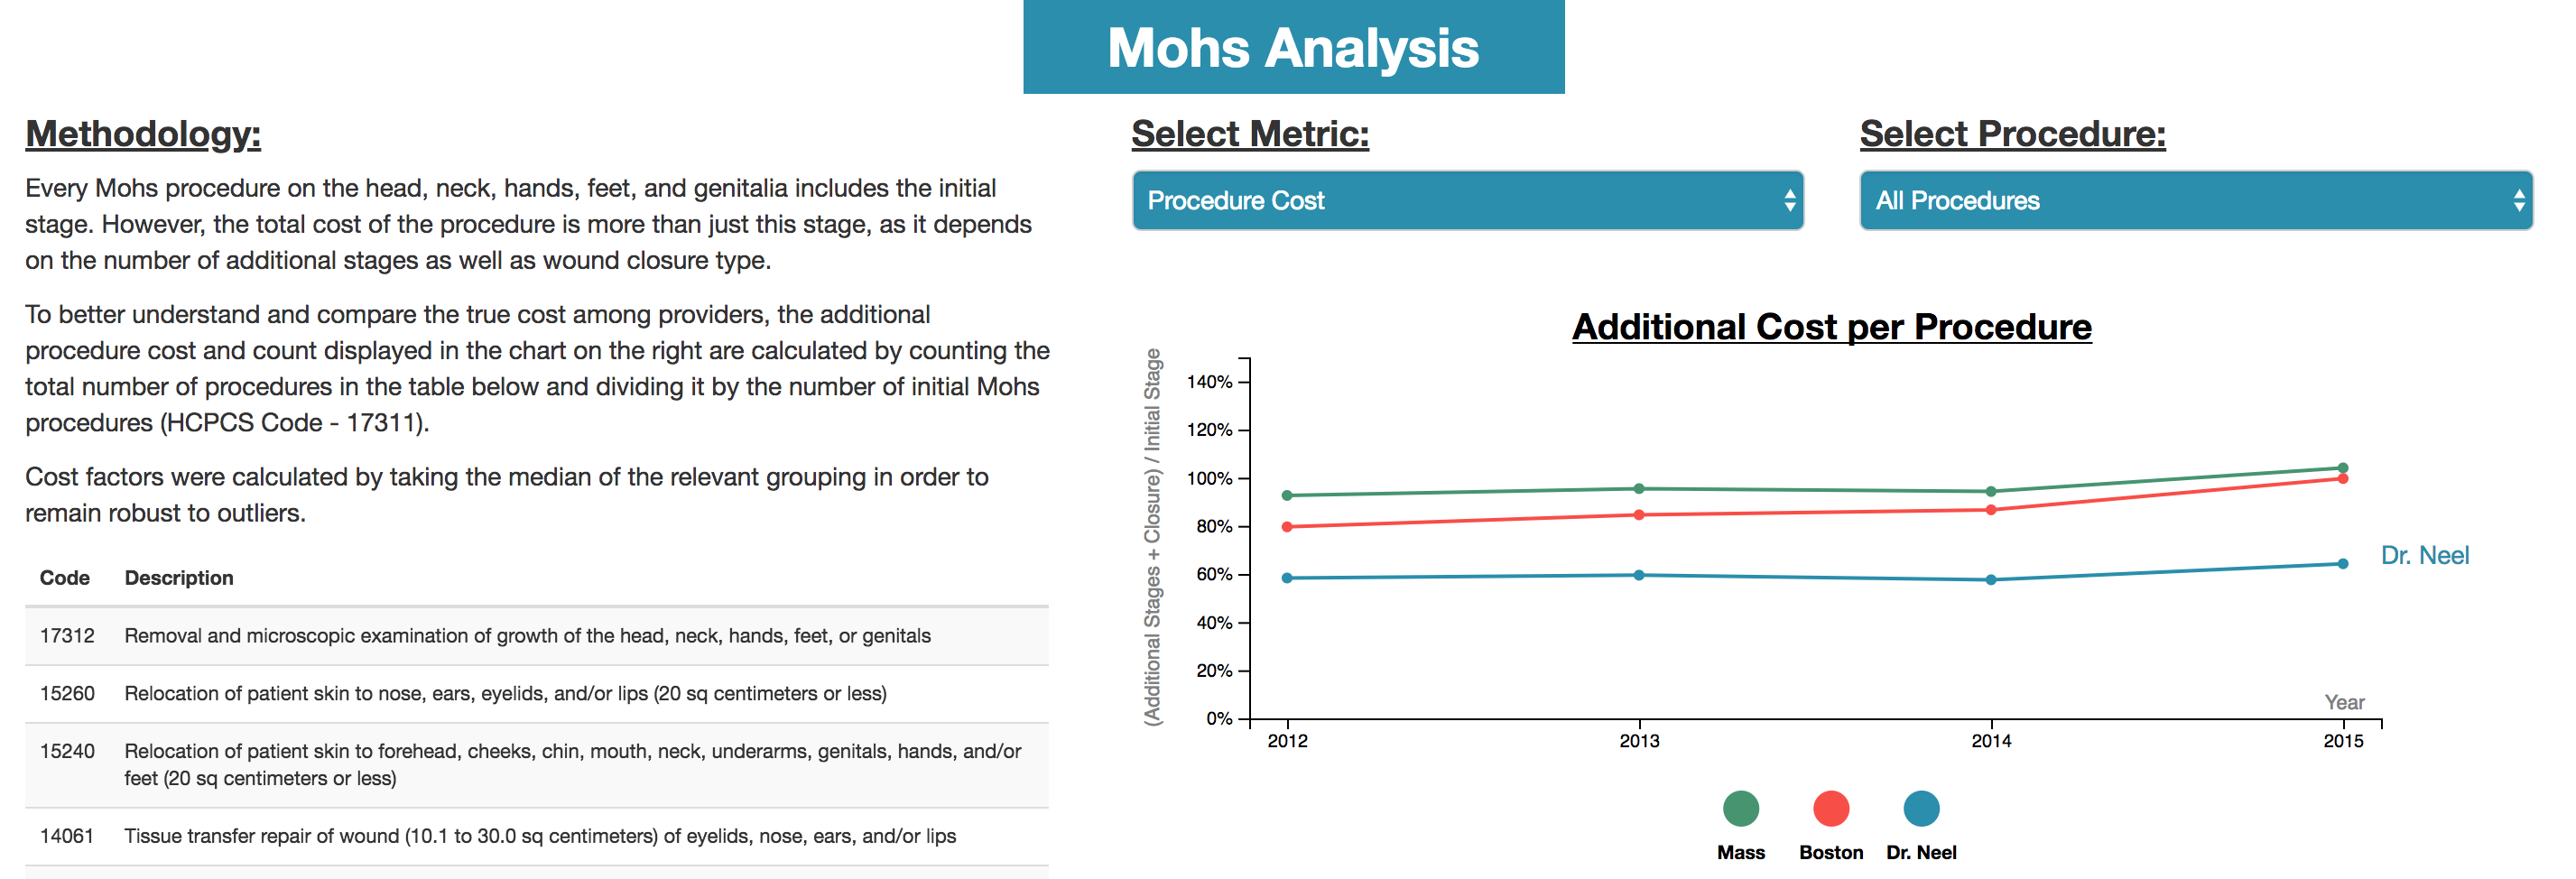 Mohs Analysis
Methodology:
Every Mohs procedure on the head, neck, hands, feet, and genitalia includes the initial
stage. However, the total cost of the procedure is more than just this stage, as it depends
on the number of additional stages as well as wound closure type.
To better understand and compare the true cost among providers, the additional
procedure cost and count displayed in the chart on the right are calculated by counting the
total number of procedures in the table below and dividing it by the number of initial Mohs
procedures (HCPCS Code - 17311).
Cost factors were calculated by taking the median of the relevant grouping in order to
remain robust to outliers.
Code Description
17312 Removal and microscopic examination of growth of the head, neck, hands, feet, or genitals
15260 Relocation of patient skin to nose, ears, eyelids, and/or lips (20 sq centimeters or less)
15240 Relocation of patient skin to forehead, cheeks, chin, mouth, neck, underarms, genitals, hands, and/or
feet (20 sq centimeters or less)
14061 Tissue transfer repair of wound (10.1 to 30.0 sq centimeters) of eyelids, nose, ears, and/or lips
Select Metric:
Procedure Cost
Select Procedure:
All Procedures
Additional Cost per Procedure
(Additional Stages + Closure) / Initial Stage
140%
120%
100%
80%
60%
40%
20%
0%
Dr. Neel
Year
2012 2013 2014 2015
Mass Boston Dr. Neel